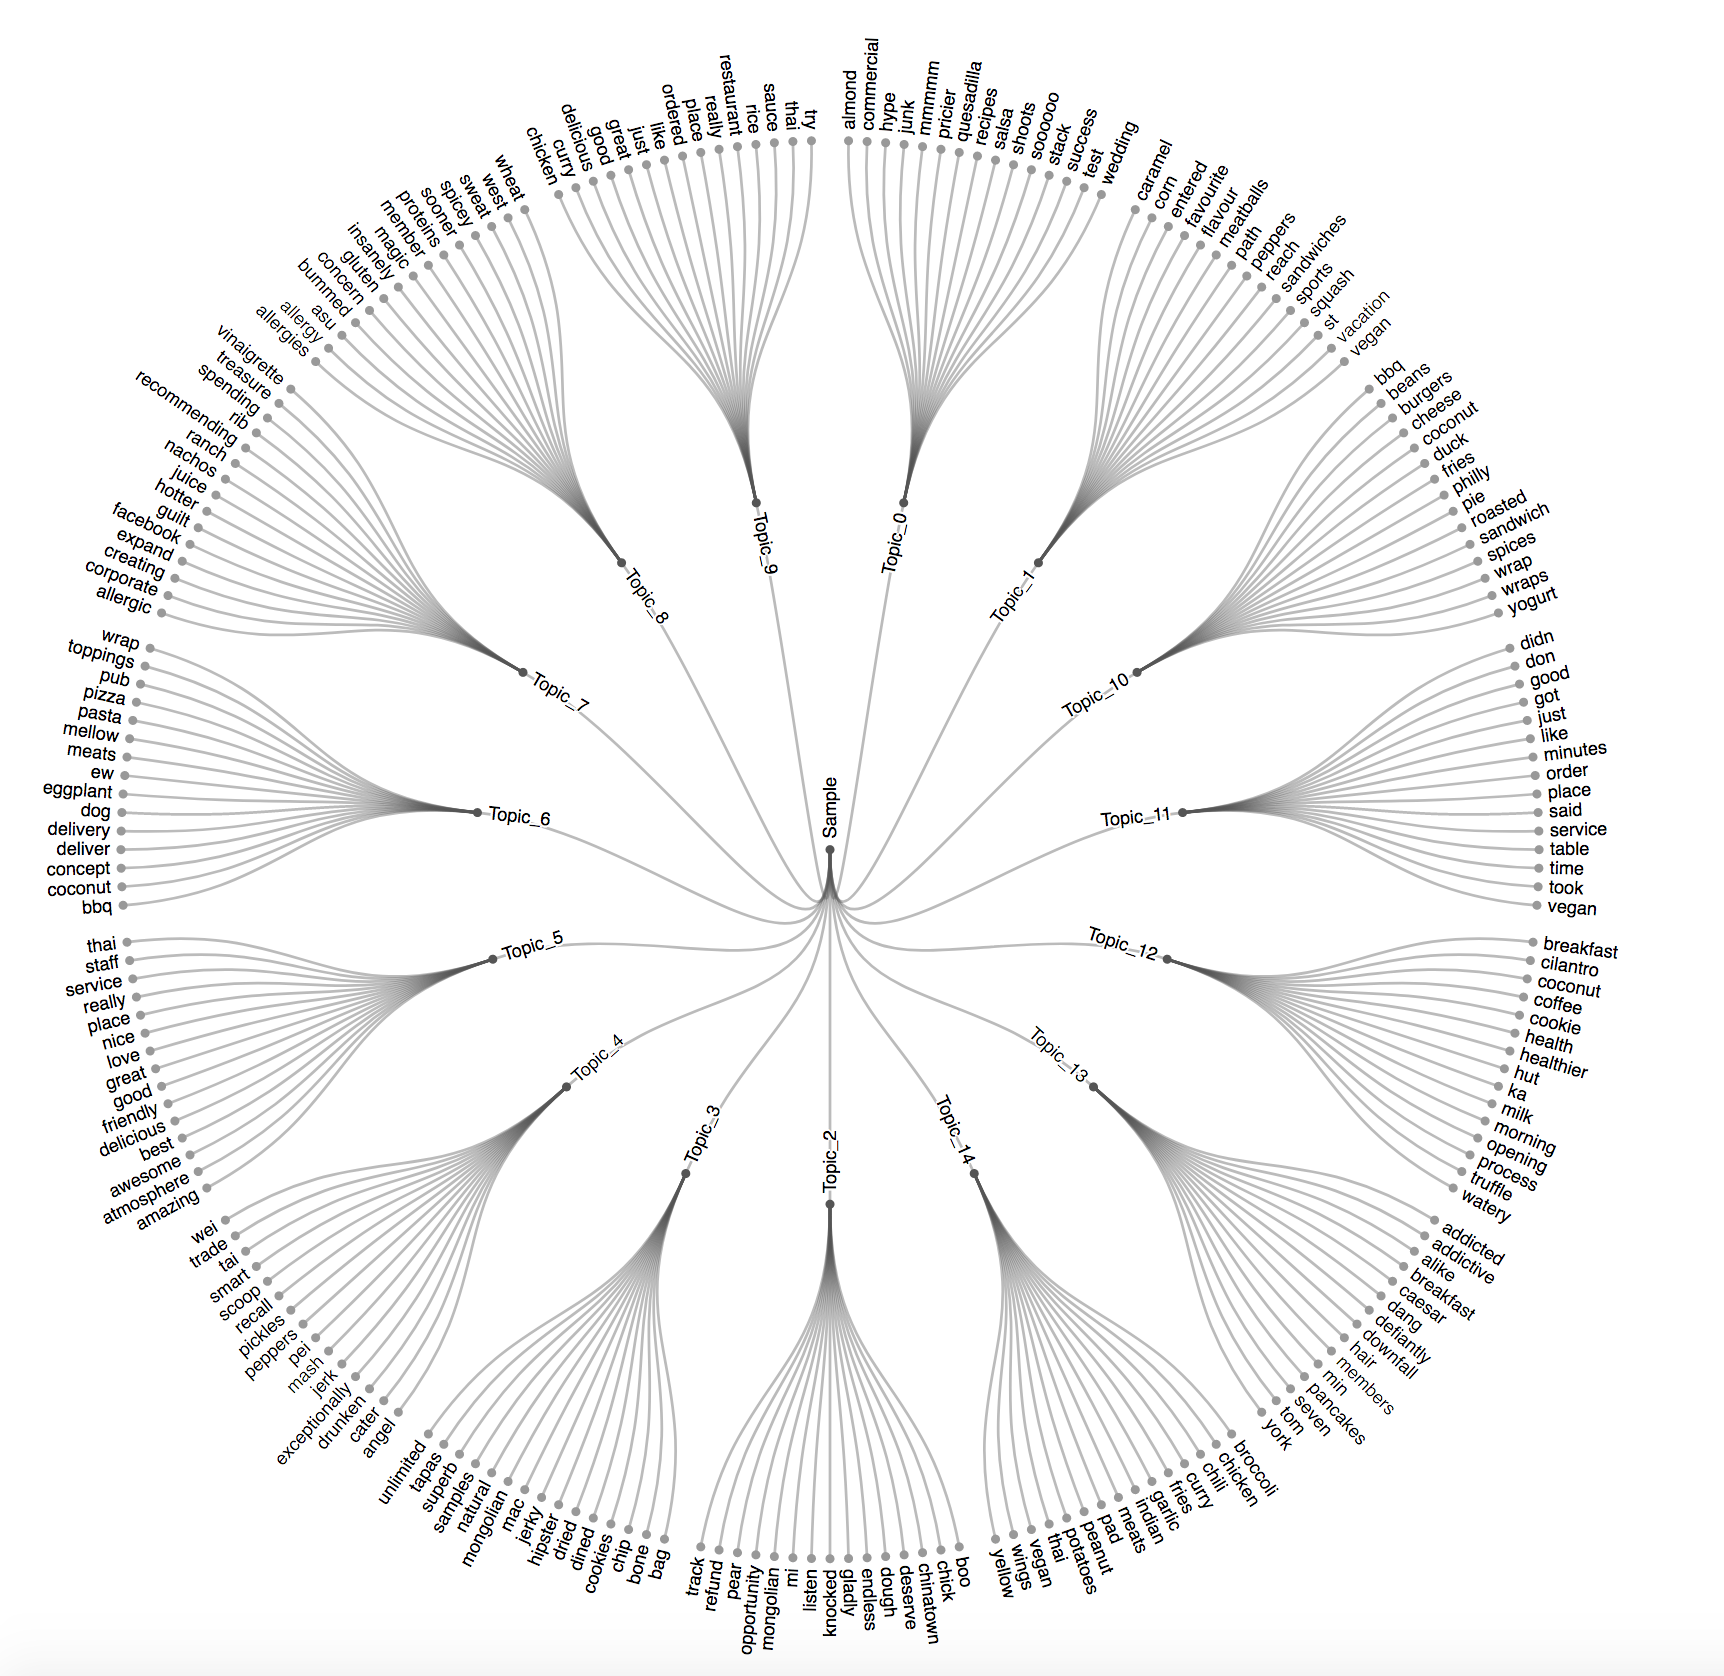 Sample
Topic_0
almond
commercial
hype
junk
mmmmm
pricier
quesadilla
recipes
salsa
shoots
soooooo
stack
success
test
wedding
Topic_1
caramel
corn
entered
favourite
flavour
meatballs
path
peppers
reach
sandwiches
sports
squash
st
vacation
vegan
Topic_10
bbq
beans
burgers
cheese
coconut
duck
fries
philly
pie
roasted
sandwich
spices
wrap
wraps
yogurt
Topic_11
didn
don
good
got
just
like
minutes
order
place
said
service
table
time
took
vegan
Topic_12
breakfast
cilantro
coconut
coffee
cookie
health
healthier
hut
ka
milk
morning
opening
process
truffle
watery
Topic_13
addicted
addictive
alike
breakfast
caesar
dang
defiantly
downfall
hair
members
min
pancakes
seven
tom
york
Topic_14
broccoli
chicken
chili
curry
fries
garlic
indian
meats
pad
peanut
potatoes
thai
vegan
wings
yellow
Topic_2
boo
chick
chinatown
deserve
dough
endless
gladly
knocked
listen
mi
mongolian
opportunity
pear
refund
track
Topic_3
bag
bone
chip
cookies
dined
dried
hipster
jerky
mac
mongolian
natural
samples
superb
tapas
unlimited
Topic_4
angel
cater
drunken
exceptionally
jerk
mash
pei
peppers
pickles
recall
scoop
smart
tai
trade
wei
Topic_5
amazing
atmosphere
awesome
best
delicious
friendly
good
great
love
nice
place
really
service
staff
thai
Topic_6
bbq
coconut
concept
deliver
delivery
dog
eggplant
ew
meats
mellow
pasta
pizza
pub
toppings
wrap
Topic_7
allergic
corporate
creating
expand
facebook
guilt
hotter
juice
nachos
ranch
recommending
rib
spending
treasure
vinaigrette
Topic_8
allergies
allergy
asu
bummed
concern
gluten
insanely
magic
member
proteins
sooner
spicey
sweat
west
wheat
Topic_9
chicken
curry
delicious
good
great
just
like
ordered
place
really
restaurant
rice
sauce
thai
try